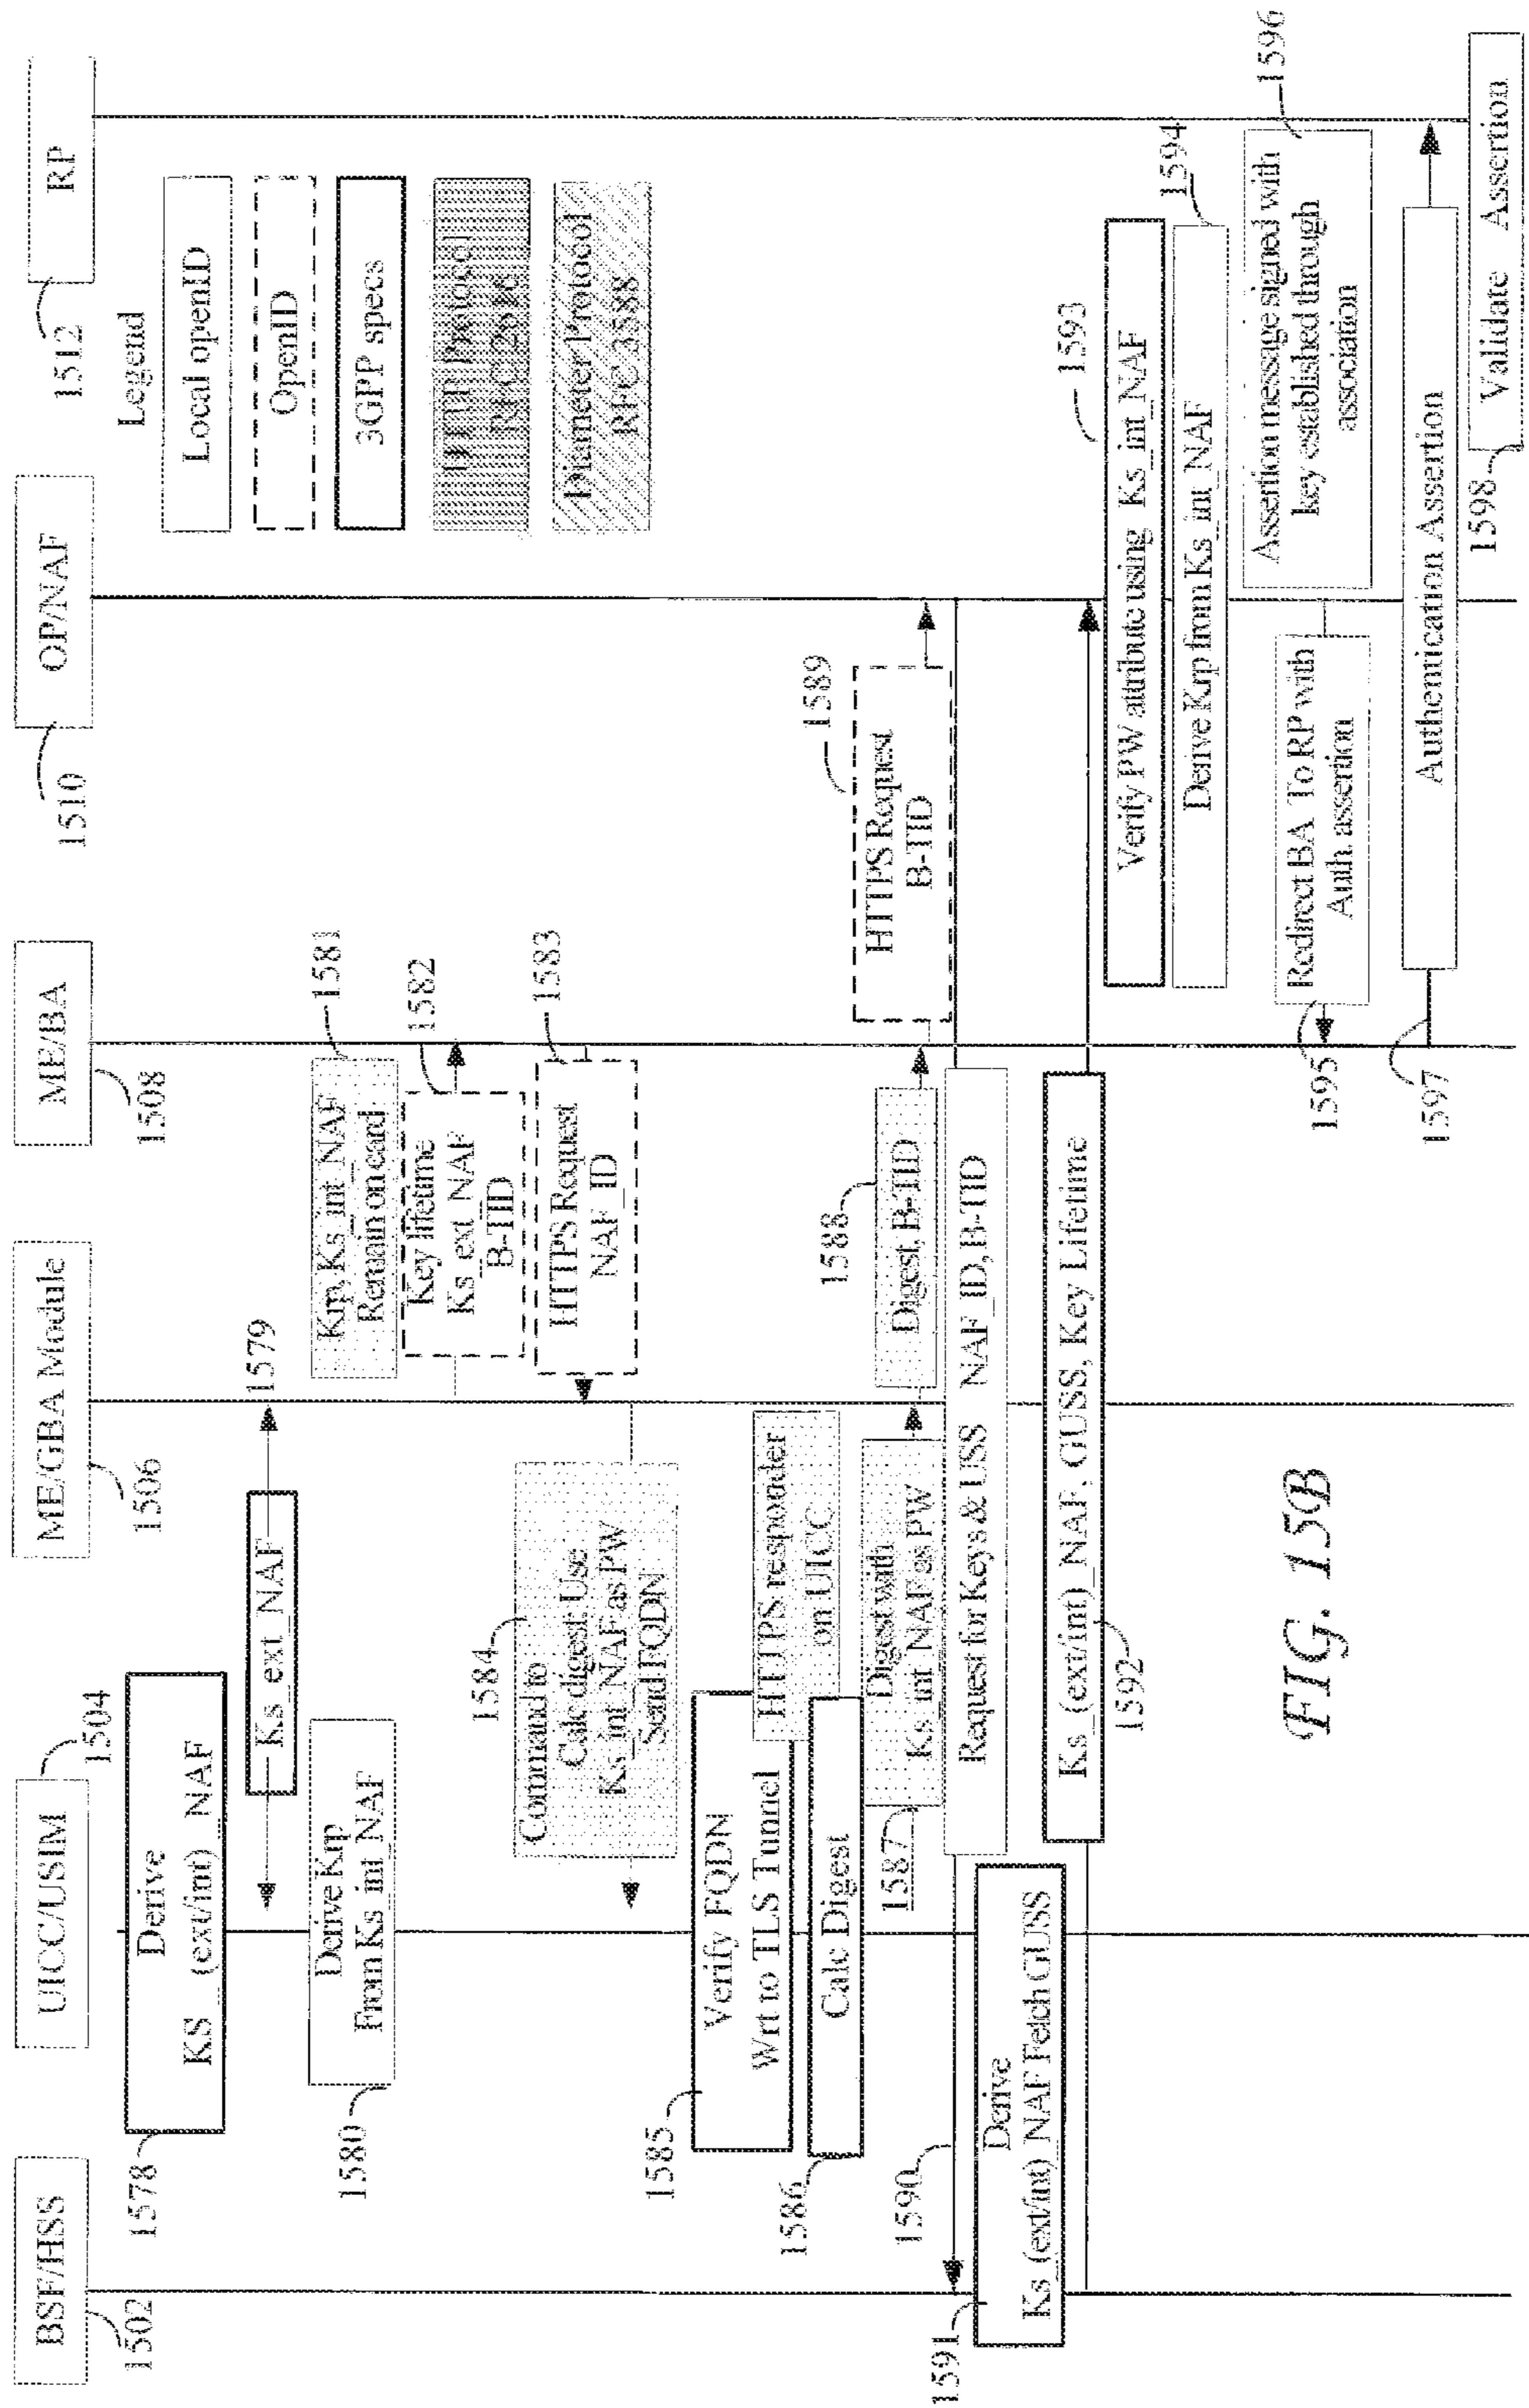 BSF/HSS
1502
UICC/USIM
1504
ME/GBA Module
1506
ME/BA
1508
OP/NAF
1510
RP
1512
Legend
Local openID
OpenID
3GPP specs
Protocol
Diameter Protocol
RFC 3588
Derive
KS_(ext/int)_NAF
1578
Ks_ext_NAF
1579
Derive Krp
From Ks_int_NAF
1580
Krp, Ks_int_NAF
Remain on card
1581
Key lifetime
Ks_ext_NAF
B-TID
1582
HTTPS Request
NAF_ID
1583
Command to
Calc digest: Use
Ks_int_NAF as PW
Send FQDN
1584
Verify FQDN
Wrt to TLS Tunnel
1585
HTTPS responder
on UICC
Calc Digest
1586
Digest with
Ks_int_NAF as PW
1587
Digest, B-TID
1588
HTTPS Request
B-TID
1589
Request for Keys & USS NAF_ID, B-TID
1590
Derive
Ks_(ext/int)_NAF Fetch GUSS
1591
Ks_(ext/int)_NAF, GUSS, Key Lifetime
1592
Verify PW attribute using Ks_int_NAF
1593
Derive Krp from Ks_int_NAF
1594
Redirect BA To RP with
Auth. assertion
1595
Assertion message signed with
key established through
association
1596
Authentication Assertion
1597
Validate Assertion
1598
FIG. 15B